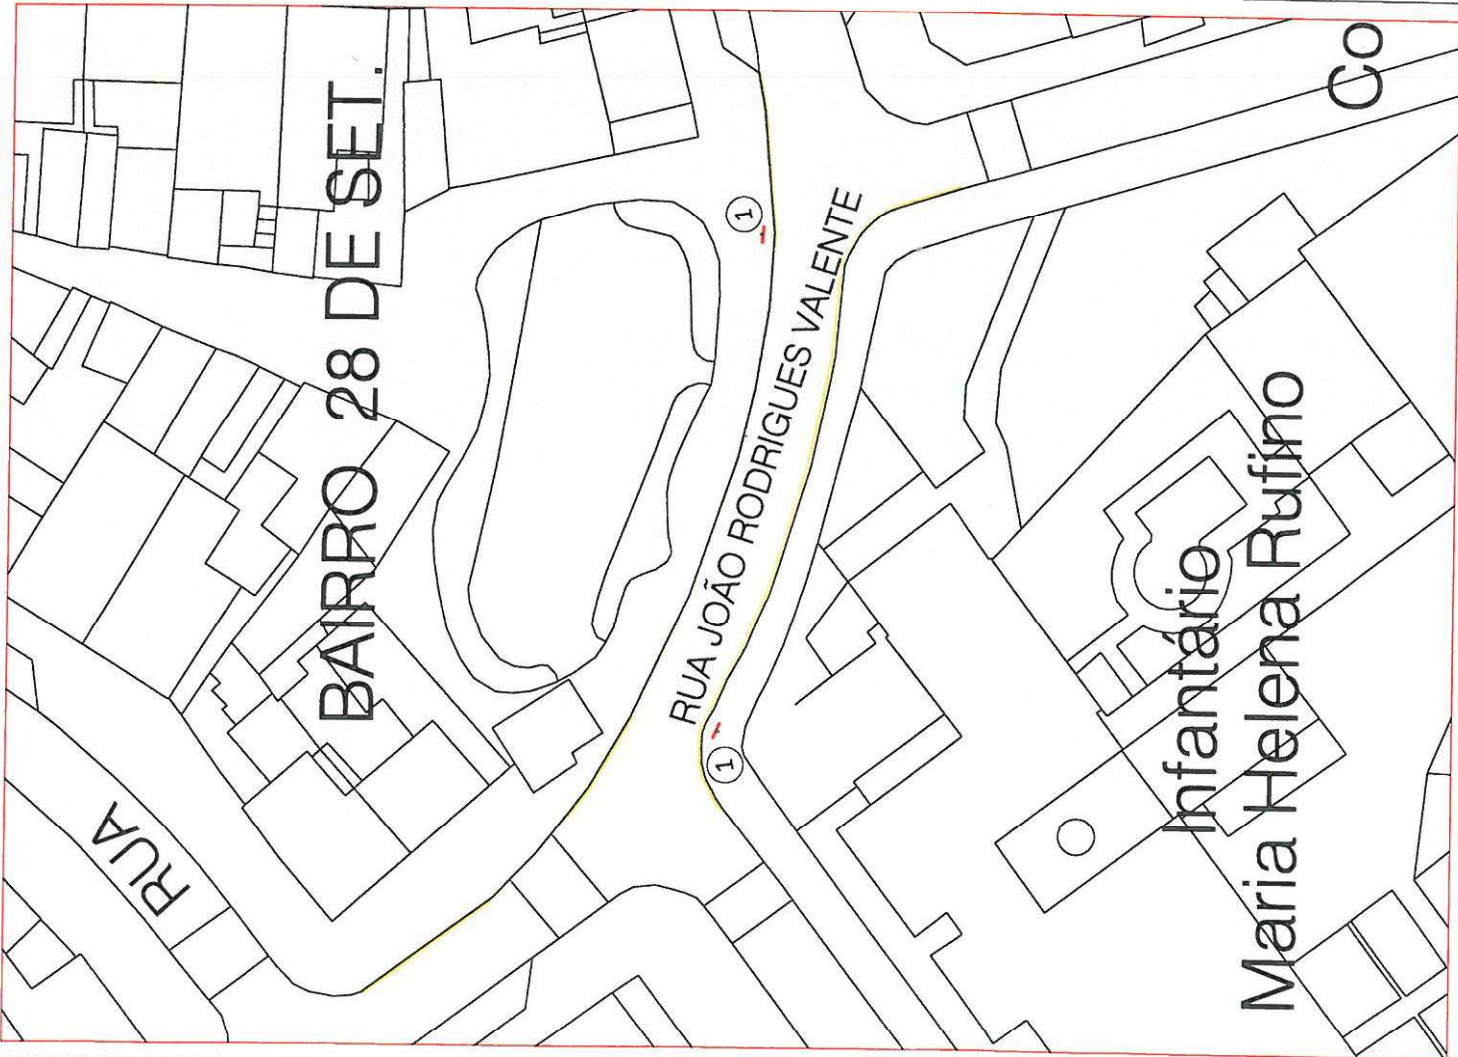 RUA
BAIRRO 28 DE SET.
RUA JOÃO RODRIGUES VALENTE
1
1
Infantário
Maria Helena Rufino
Co